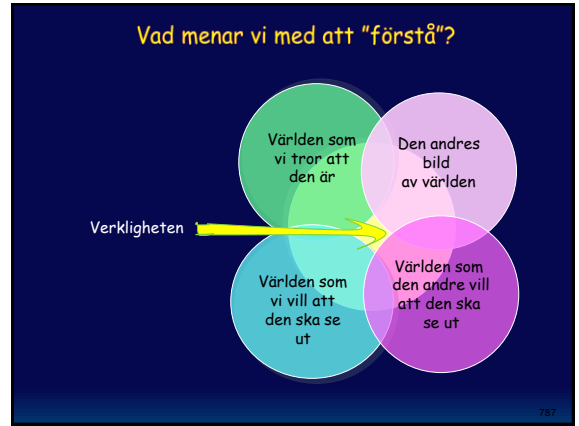 Vad menar vi med att "förstå"?
Världen som
vi tror att
den är
Den andres
bild
av världen
Verkligheten
Världen som
vi vill att
den ska se
ut
Världen som
den andre vill
att den ska
se ut
787